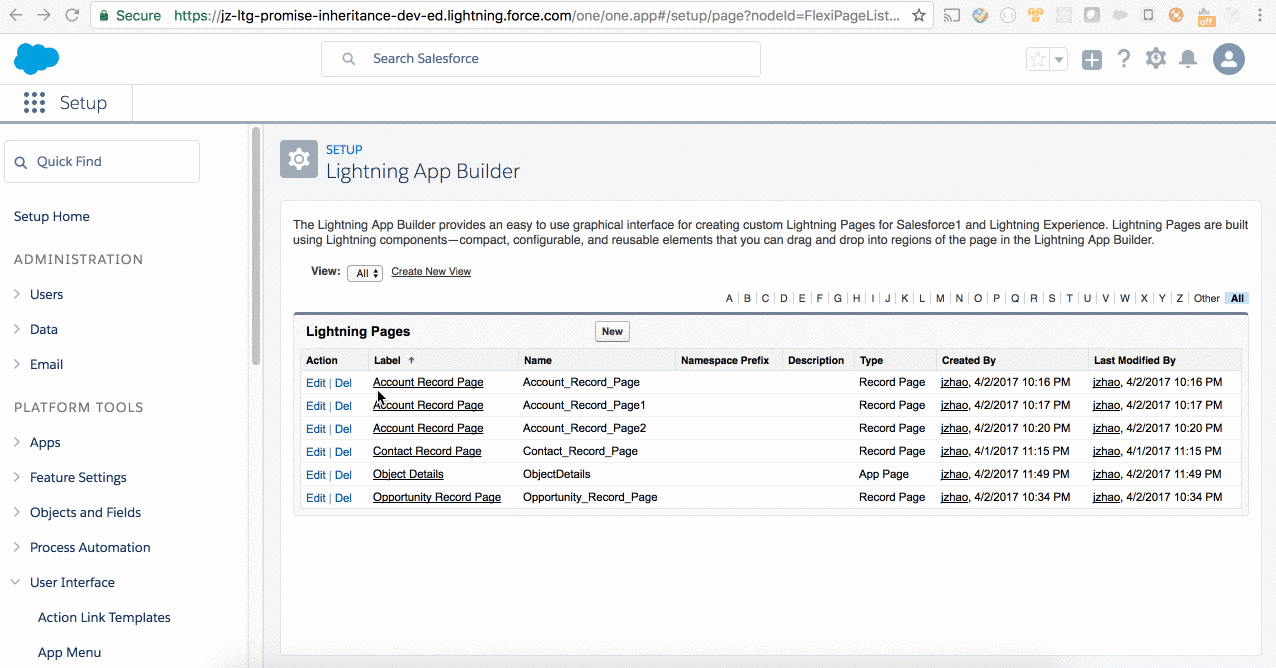 Secure https://jz-ltg-promise-inheritance-dev-ed.lightning.force.com/one/one.app#/setup/page?nodeId=FlexiPageList...
off
Search Salesforce
Setup
Quick Find
Setup Home
ADMINISTRATION
Users
Data
Email
PLATFORM TOOLS
Apps
Feature Settings
Objects and Fields
Process Automation
User Interface
Action Link Templates
App Menu
SETUP
Lightning App Builder
The Lightning App Builder provides an easy to use graphical interface for creating custom Lightning Pages for Salesforce1 and Lightning Experience. Lightning Pages are built
using Lightning components—compact, configurable, and reusable elements that you can drag and drop into regions of the page in the Lightning App Builder.
View: All Create New View
A B C D E F G H I J K L M N O P Q R S T U V W X Y Z Other All
Lightning Pages New
Action Label Name Namespace Prefix Description Type Created By Last Modified By
Edit | Del Account Record Page Account_Record_Page Record Page jzhao, 4/2/2017 10:16 PM jzhao, 4/2/2017 10:16 PM
Edit | Del Account Record Page Account_Record_Page1 Record Page jzhao, 4/2/2017 10:17 PM jzhao, 4/2/2017 10:17 PM
Edit | Del Account Record Page Account_Record_Page2 Record Page jzhao, 4/2/2017 10:20 PM jzhao, 4/2/2017 10:20 PM
Edit | Del Contact Record Page Contact_Record_Page Record Page jzhao, 4/1/2017 11:15 PM jzhao, 4/1/2017 11:15 PM
Edit | Del Object Details ObjectDetails App Page jzhao, 4/2/2017 11:49 PM jzhao, 4/2/2017 11:49 PM
Edit | Del Opportunity Record Page Opportunity_Record_Page Record Page jzhao, 4/2/2017 10:34 PM jzhao, 4/2/2017 10:34 PM